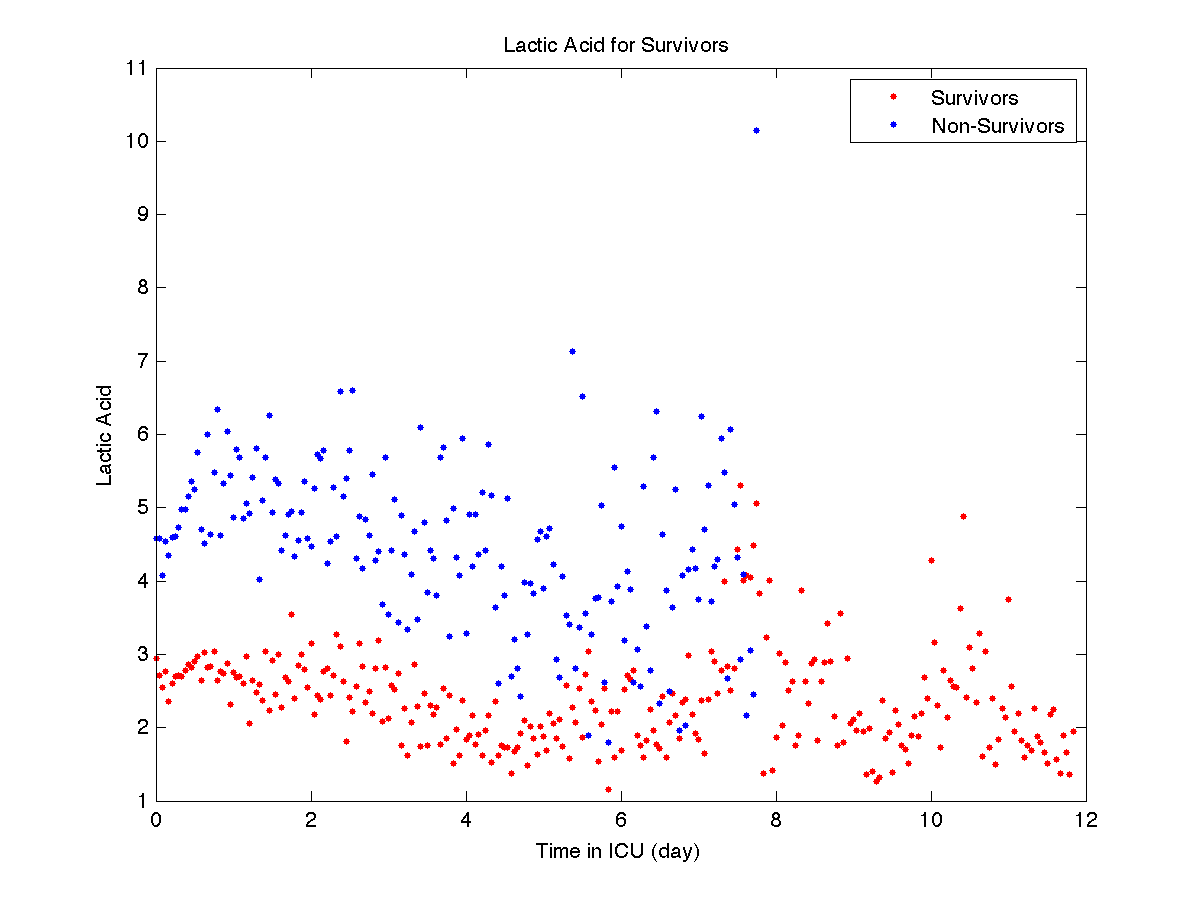 Lactic Acid for Survivors
11
10
9
8
7
6
5
4
3
2
1
Lactic Acid
Survivors
Non-Survivors
0 2 4 6 8 10 12
Time in ICU (day)